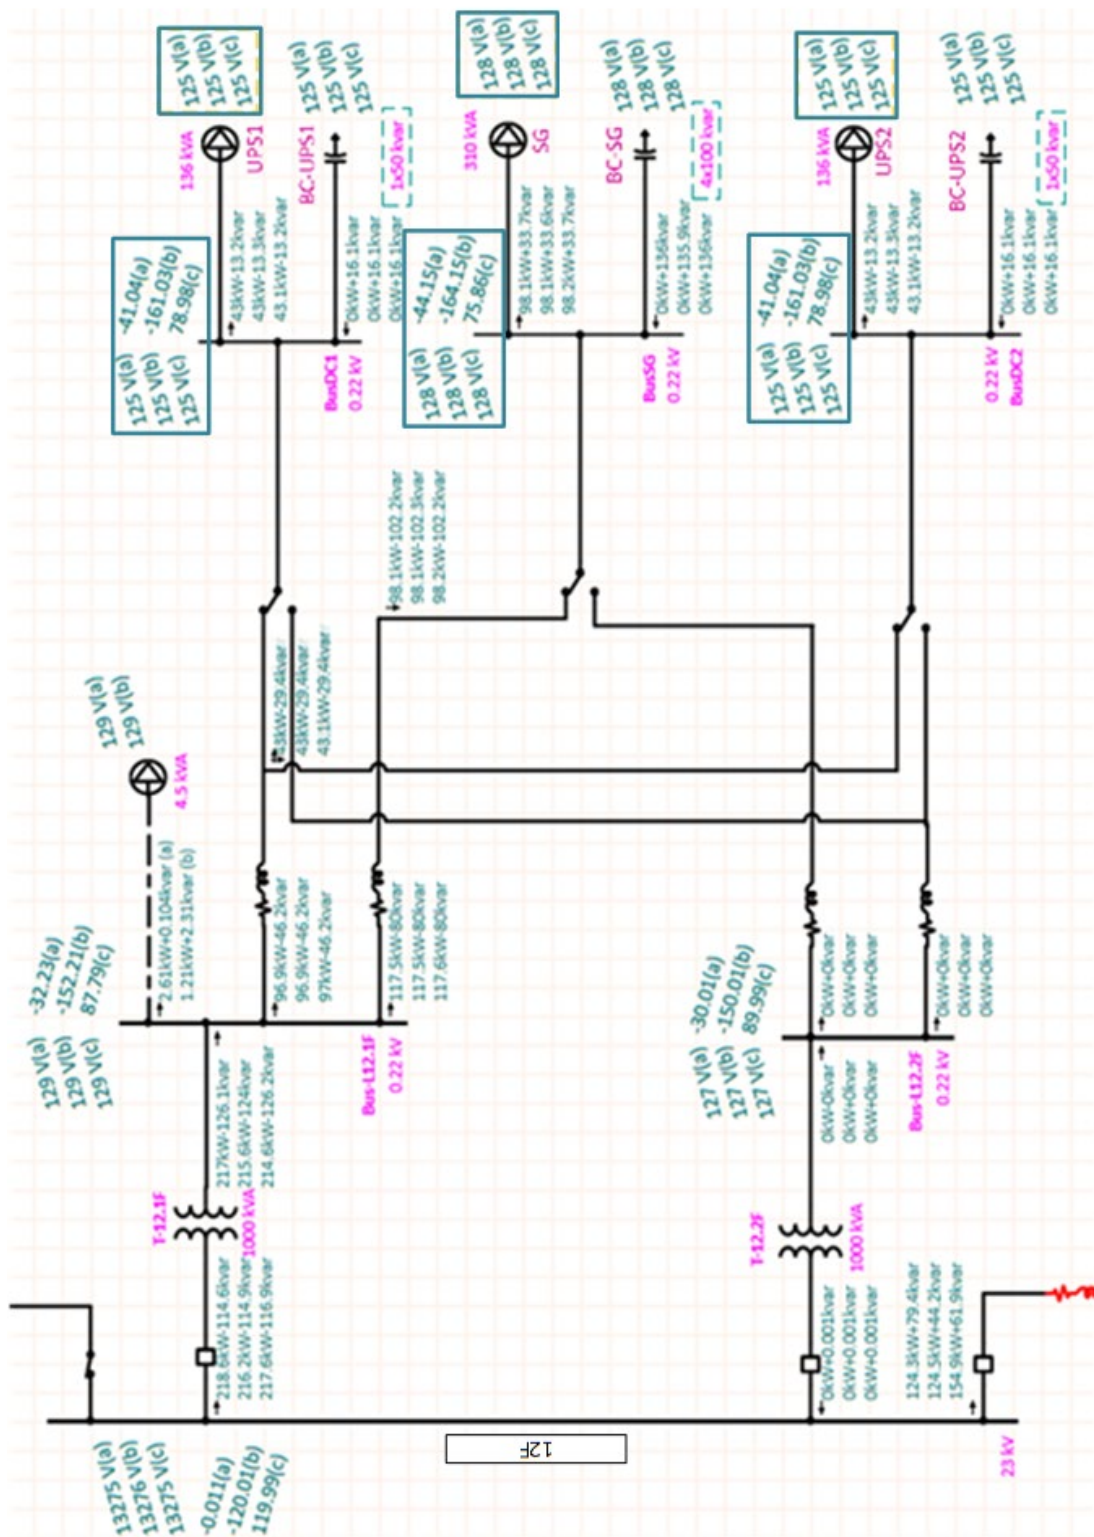 125 V(a)
125 V(b)
125 V(c)
136 kVA
UPS1
125 V(a)
125 V(b)
125 V(c)
BC-UPS1
1x50 kvar
43kW-13.2kvar
43kW-13.3kvar
43.1kW-13.2kvar
0kW+16.1kvar
0kW+16.1kvar
0kW+16.1kvar
-41.04(a)
-161.03(b)
78.98(c)
125 V(a)
125 V(b)
125 V(c)
BusDC1
0.22 kV
128 V(a)
128 V(b)
128 V(c)
310 kVA
SG
128 V(a)
128 V(b)
128 V(c)
BC-SG
4x100 kvar
98.1kW+33.7kvar
98.1kW+33.6kvar
98.2kW+33.7kvar
0kW+136kvar
0kW+135.9kvar
0kW+136kvar
-44.15(a)
-164.15(b)
75.86(c)
128 V(a)
128 V(b)
128 V(c)
BusSG
0.22 kV
125 V(a)
125 V(b)
125 V(c)
136 kVA
UPS2
125 V(a)
125 V(b)
125 V(c)
BC-UPS2
1x50 kvar
43kW-13.2kvar
43kW-13.3kvar
43.1kW-13.2kvar
0kW+16.1kvar
0kW+16.1kvar
0kW+16.1kvar
-41.04(a)
-161.03(b)
78.98(c)
125 V(a)
125 V(b)
125 V(c)
0.22 kV
BusDC2
98.1kW-102.2kvar
98.1kW-102.3kvar
98.2kW-102.2kvar
43kW-29.4kvar
43kW-29.4kvar
43.1kW-29.4kvar
129 V(a)
129 V(b)
4.5 kVA
2.61kW+0.104kvar (a)
1.21kW+2.31kvar (b)
96.9kW-46.2kvar
96.9kW-46.2kvar
97kW-46.2kvar
117.5kW-80kvar
117.5kW-80kvar
117.6kW-80kvar
-32.23(a)
-152.21(b)
87.79(c)
129 V(a)
129 V(b)
129 V(c)
Bus-L12.1F
0.22 kV
0kW+0kvar
0kW+0kvar
0kW+0kvar
0kW+0kvar
0kW+0kvar
0kW+0kvar
-30.01(a)
-150.01(b)
89.99(c)
127 V(a)
127 V(b)
127 V(c)
Bus-L12.2F
0.22 kV
217kW-126.1kvar
215.6kW-124kvar
214.6kW-126.2kvar
0kW-0kvar
0kW+0kvar
0kW+0kvar
T-12.1F
1000 kVA
T-12.2F
1000 kVA
218.6kW-114.6kvar
216.2kW-114.9kvar
217.6kW-116.9kvar
0kW+0.001kvar
0kW+0.001kvar
0kW+0.001kvar
124.3kW+79.4kvar
124.5kW+44.2kvar
154.9kW+61.9kvar
13275 V(a)
13276 V(b)
13275 V(c)
-0.011(a)
-120.01(b)
119.99(c)
12F
23 kV